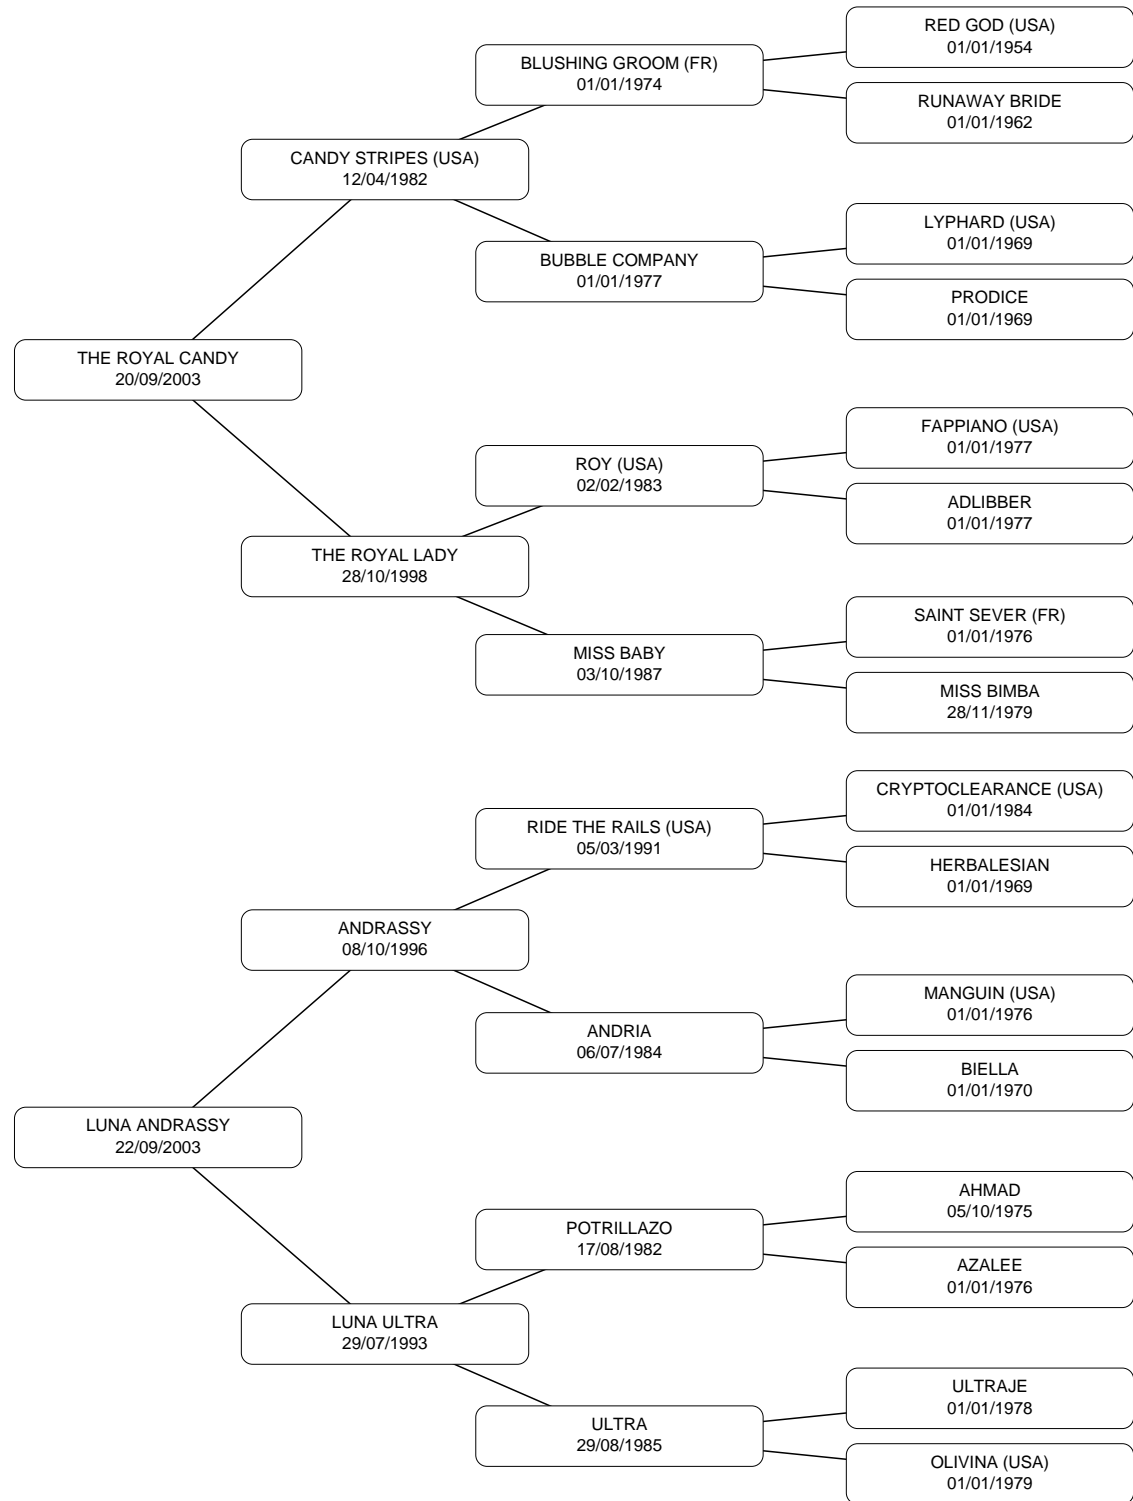 RED GOD (USA)
01/01/1954
BLUSHING GROOM (FR)
01/01/1974
RUNAWAY BRIDE
01/01/1962
CANDY STRIPES (USA)
12/04/1982
LYPHARD (USA)
01/01/1969
BUBBLE COMPANY
01/01/1977
PRODICE
01/01/1969
THE ROYAL CANDY
20/09/2003
FAPPIANO (USA)
01/01/1977
ROY (USA)
02/02/1983
ADLIBBER
01/01/1977
THE ROYAL LADY
28/10/1998
SAINT SEVER (FR)
01/01/1976
MISS BABY
03/10/1987
MISS BIMBA
28/11/1979
CRYPTOCLEARANCE (USA)
01/01/1984
RIDE THE RAILS (USA)
05/03/1991
HERBALESIAN
01/01/1969
ANDRASSY
08/10/1996
MANGUIN (USA)
01/01/1976
ANDRIA
06/07/1984
BIELLA
01/01/1970
LUNA ANDRASSY
22/09/2003
AHMAD
05/10/1975
POTRILLAZO
17/08/1982
AZALEE
01/01/1976
LUNA ULTRA
29/07/1993
ULTRAJE
01/01/1978
ULTRA
29/08/1985
OLIVINA (USA)
01/01/1979